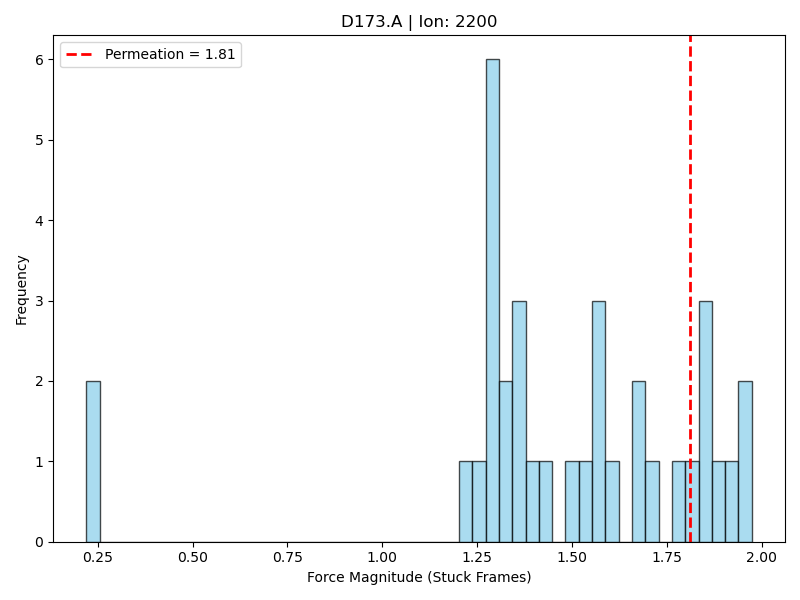 D173.A | Ion: 2200
Permeation = 1.81
Frequency
6
5
4
3
2
1
0
0.25 0.50 0.75 1.00 1.25 1.50 1.75 2.00
Force Magnitude (Stuck Frames)